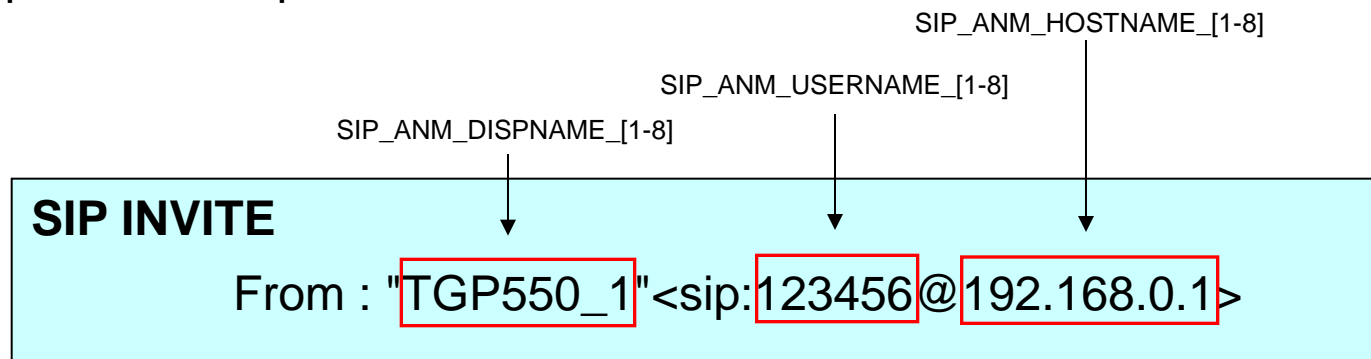 SIP_ANM_HOSTNAME_[1-8]
SIP_ANM_USERNAME_[1-8]
SIP_ANM_DISPNAME_[1-8]
SIP INVITE
From : "TGP550_1"<sip:123456@192.168.0.1>